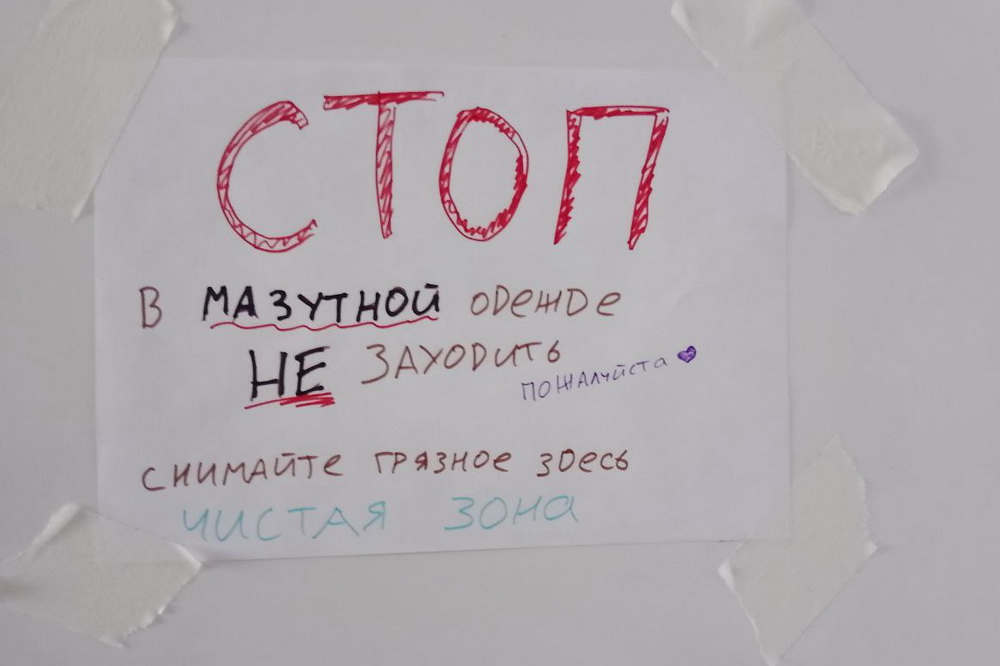 СТОП
В МАЗУТНОЙ ОДЕЖДЕ
НЕ ЗАХОДИТЬ
ПОЖАЛУЙСТА 💜
СНИМАЙТЕ ГРЯЗНОЕ ЗДЕСЬ
ЧИСТАЯ ЗОНА